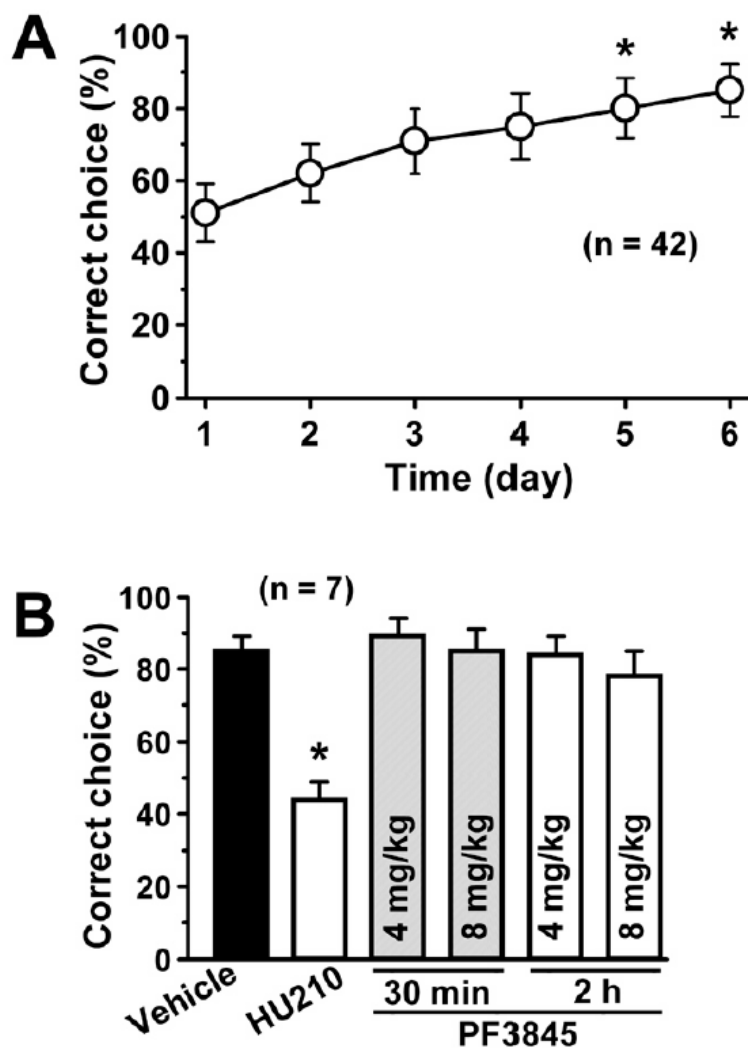 A
Correct choice (%)
100
80
60
40
20
0
* *
(n = 42)
1 2 3 4 5 6
Time (day)
B
Correct choice (%)
100
80
60
40
20
0
(n = 7)
*
4 mg/kg
8 mg/kg
4 mg/kg
8 mg/kg
Vehicle
HU210
30 min 2 h
PF3845